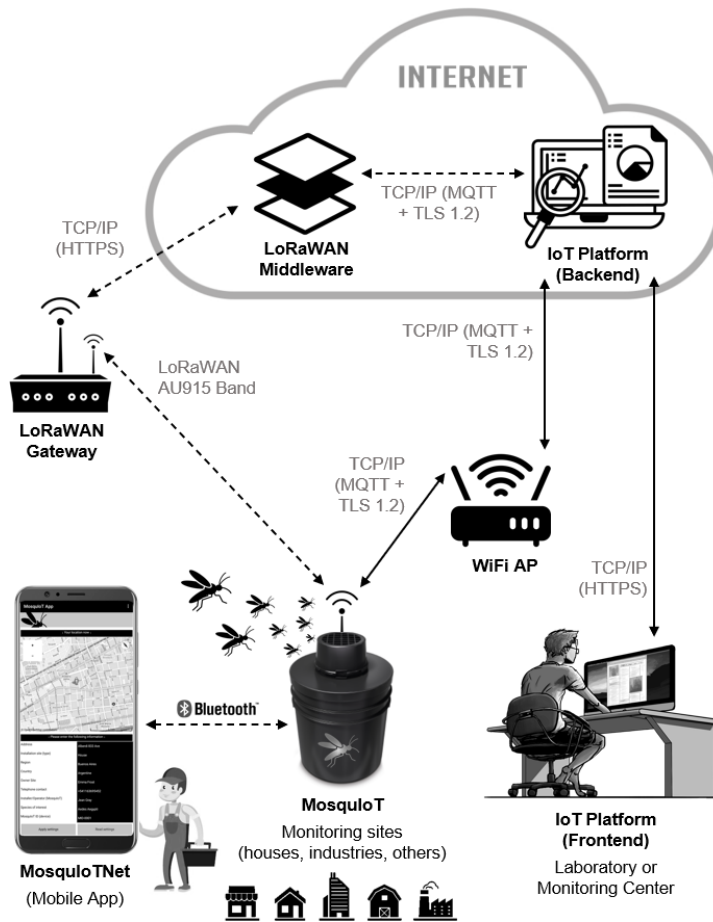 INTERNET
LoRaWAN
Middleware
TCP/IP (MQTT
+ TLS 1.2)
IoT Platform
(Backend)
TCP/IP
(HTTPS)
LoRaWAN
Gateway
LoRaWAN
AU915 Band
TCP/IP (MQTT +
TLS 1.2)
TCP/IP
(MQTT +
TLS 1.2)
WiFi AP
TCP/IP
(HTTPS)
MosquIoT App
Bluetooth
MosquIoTNet
(Mobile App)
MosquIoT
Monitoring sites
(houses, industries, others)
IoT Platform
(Frontend)
Laboratory or
Monitoring Center